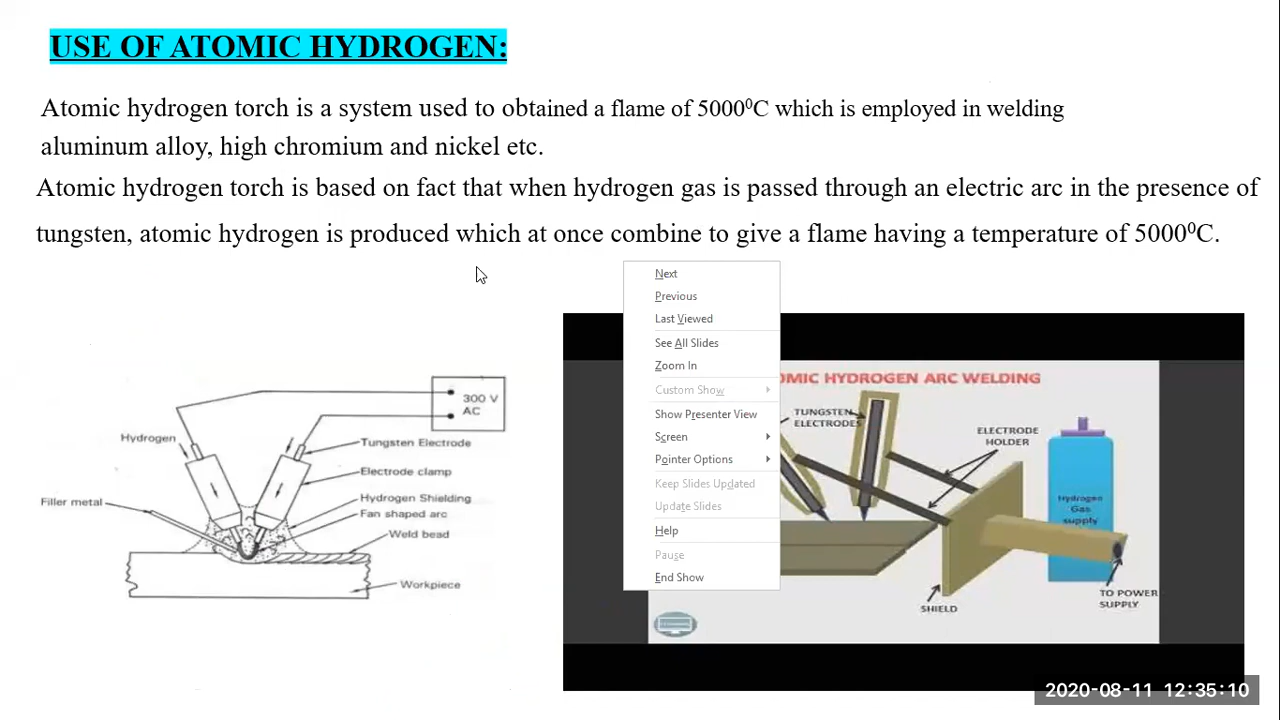 USE OF ATOMIC HYDROGEN:
Atomic hydrogen torch is a system used to obtained a flame of 5000⁰C which is employed in welding
aluminum alloy, high chromium and nickel etc.
Atomic hydrogen torch is based on fact that when hydrogen gas is passed through an electric arc in the presence of
tungsten, atomic hydrogen is produced which at once combine to give a flame having a temperature of 5000⁰C.
300 V
AC
Hydrogen
Tungsten Electrode
Electrode clamp
Filler metal
Hydrogen Shielding
Fan shaped arc
Weld bead
Workpiece
Next
Previous
Last Viewed
See All Slides
Zoom In
Custom Show
Show Presenter View
Screen
Pointer Options
Keep Slides Updated
Update Slides
Help
Pause
End Show
OMIC HYDROGEN ARC WELDING
TUNGSTEN
ELECTRODES
ELECTRODE
HOLDER
Hydrogen
Gas
supply
SHIELD
TO POWER
SUPPLY
2020-08-11 12:35:10